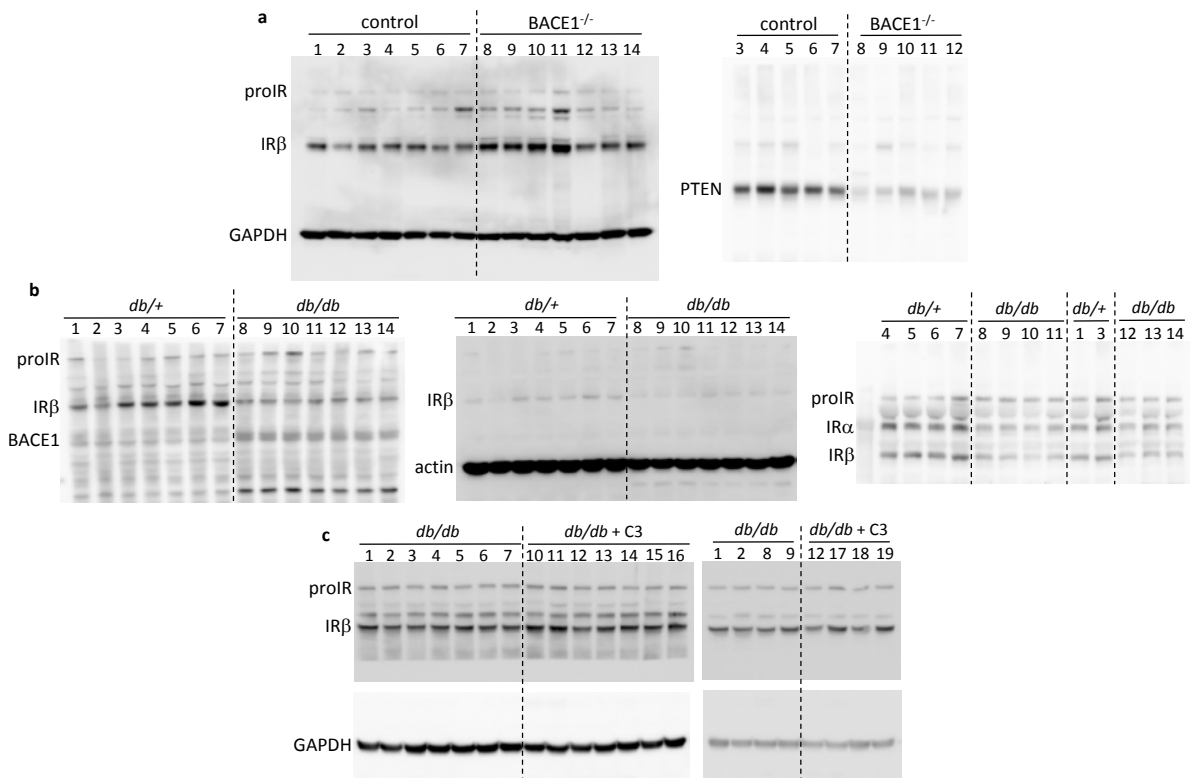 a
control BACE1-/-
1 2 3 4 5 6 7 8 9 10 11 12 13 14
proIR
IRβ
GAPDH
control BACE1-/-
3 4 5 6 7 8 9 10 11 12
PTEN
b
db/+ db/db
1 2 3 4 5 6 7 8 9 10 11 12 13 14
proIR
IRβ
BACE1
db/+ db/db
1 2 3 4 5 6 7 8 9 10 11 12 13 14
IRβ
actin
db/+ db/db db/+ db/db
4 5 6 7 8 9 10 11 1 3 12 13 14
proIR
IRα
IRβ
c
db/db db/db + C3
1 2 3 4 5 6 7 10 11 12 13 14 15 16
proIR
IRβ
GAPDH
db/db db/db + C3
1 2 8 9 12 17 18 19